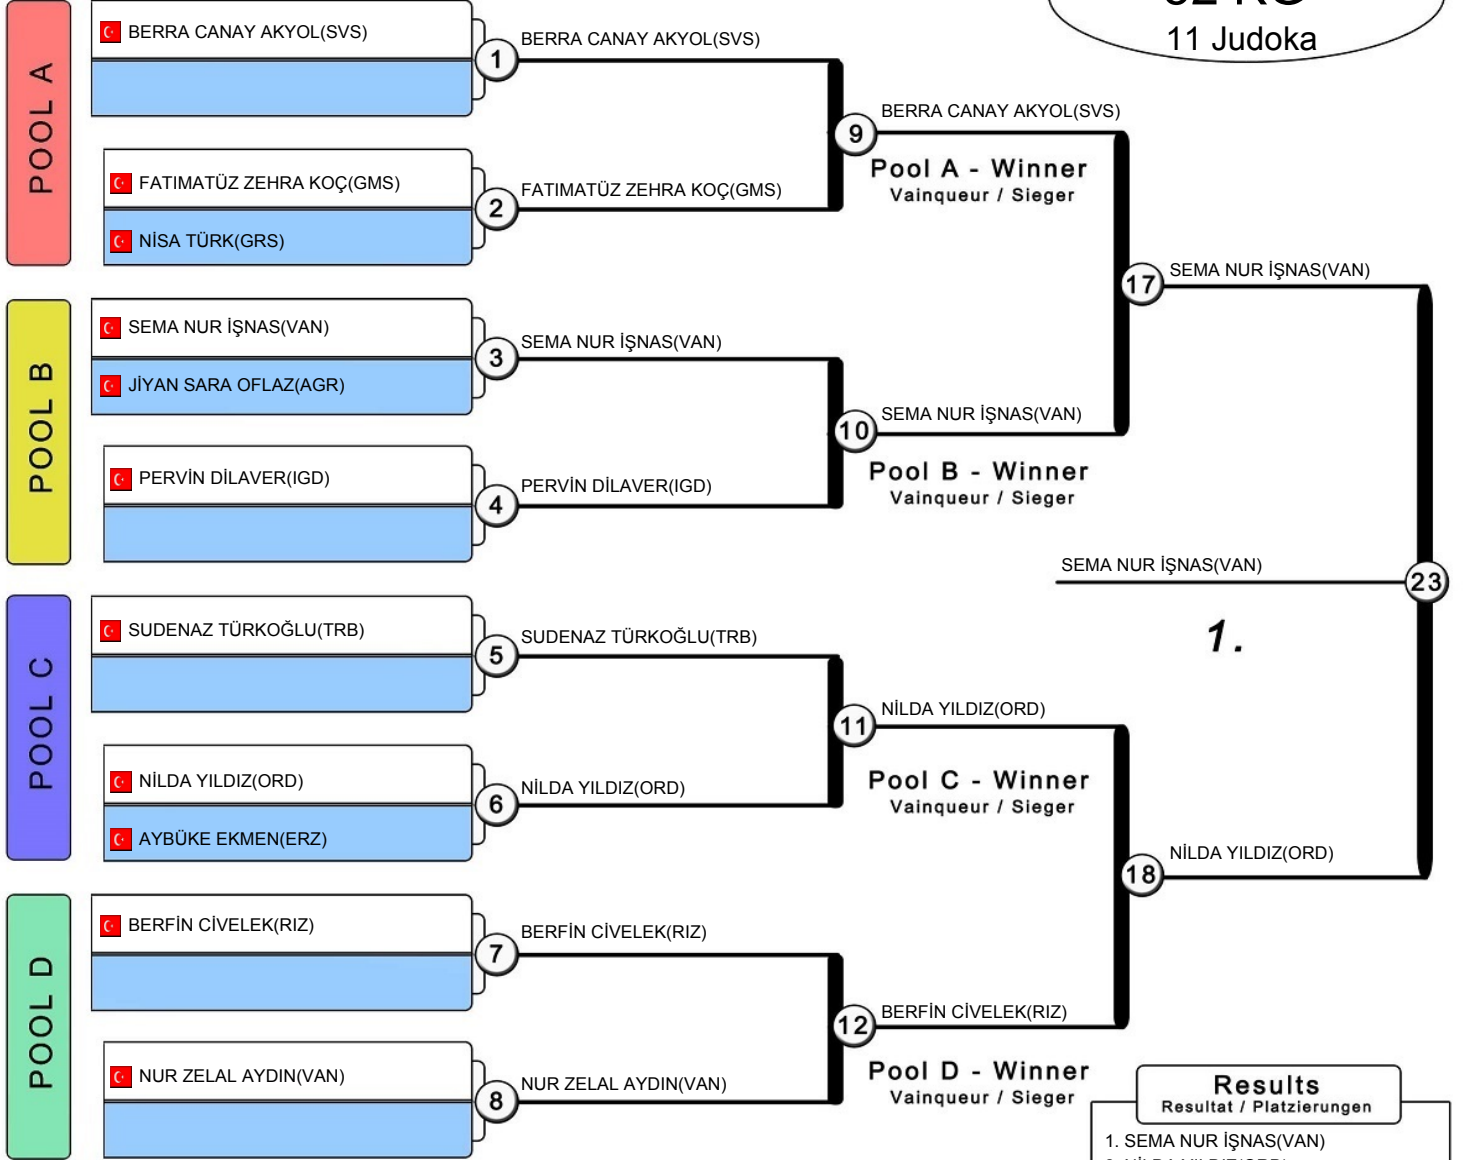 11 Judoka
POOL A
BERRA CANAY AKYOL(SVS)
1
BERRA CANAY AKYOL(SVS)
FATIMATÜZ ZEHRA KOÇ(GMS)
NİSA TÜRK(GRS)
2
FATIMATÜZ ZEHRA KOÇ(GMS)
9
BERRA CANAY AKYOL(SVS)
Pool A - Winner
Vainqueur / Sieger
POOL B
SEMA NUR İŞNAS(VAN)
JİYAN SARA OFLAZ(AGR)
3
SEMA NUR İŞNAS(VAN)
PERVİN DİLAVER(IGD)
4
PERVİN DİLAVER(IGD)
10
SEMA NUR İŞNAS(VAN)
Pool B - Winner
Vainqueur / Sieger
17
SEMA NUR İŞNAS(VAN)
SEMA NUR İŞNAS(VAN)
23
1.
POOL C
SUDENAZ TÜRKOĞLU(TRB)
5
SUDENAZ TÜRKOĞLU(TRB)
NİLDA YILDIZ(ORD)
AYBÜKE EKMEN(ERZ)
6
NİLDA YILDIZ(ORD)
11
NİLDA YILDIZ(ORD)
Pool C - Winner
Vainqueur / Sieger
18
NİLDA YILDIZ(ORD)
POOL D
BERFİN CİVELEK(RIZ)
7
BERFİN CİVELEK(RIZ)
NUR ZELAL AYDIN(VAN)
8
NUR ZELAL AYDIN(VAN)
12
BERFİN CİVELEK(RIZ)
Pool D - Winner
Vainqueur / Sieger
Results
Resultat / Platzierungen
1. SEMA NUR İŞNAS(VAN)